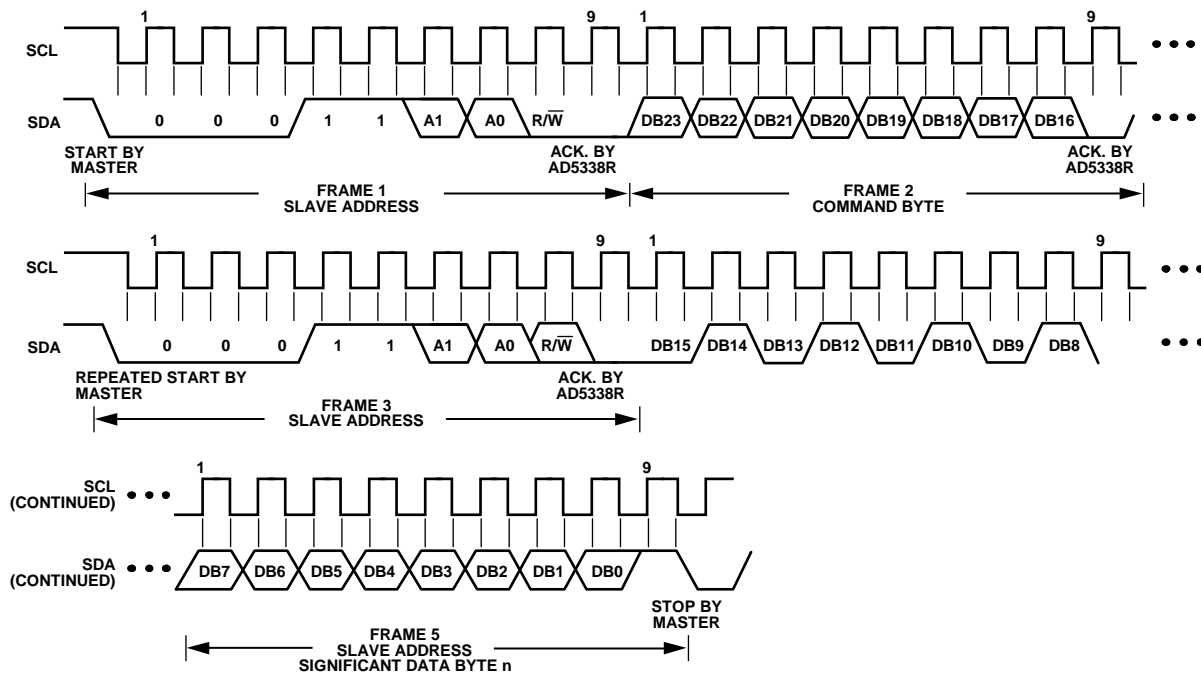 1 9 1 9
SCL
SDA 0 0 0 1 1 A1 A0 R/W̅ DB23 DB22 DB21 DB20 DB19 DB18 DB17 DB16
START BY
MASTER
ACK. BY
AD5338R
ACK. BY
AD5338R
FRAME 1
SLAVE ADDRESS
FRAME 2
COMMAND BYTE
1 9 1 9
SCL
SDA 0 0 0 1 1 A1 A0 R/W̅ DB15 DB14 DB13 DB12 DB11 DB10 DB9 DB8
REPEATED START BY
MASTER
ACK. BY
AD5338R
FRAME 3
SLAVE ADDRESS
1 9
SCL
(CONTINUED)
SDA
(CONTINUED)
DB7 DB6 DB5 DB4 DB3 DB2 DB1 DB0
STOP BY
MASTER
FRAME 5
SLAVE ADDRESS
SIGNIFICANT DATA BYTE n